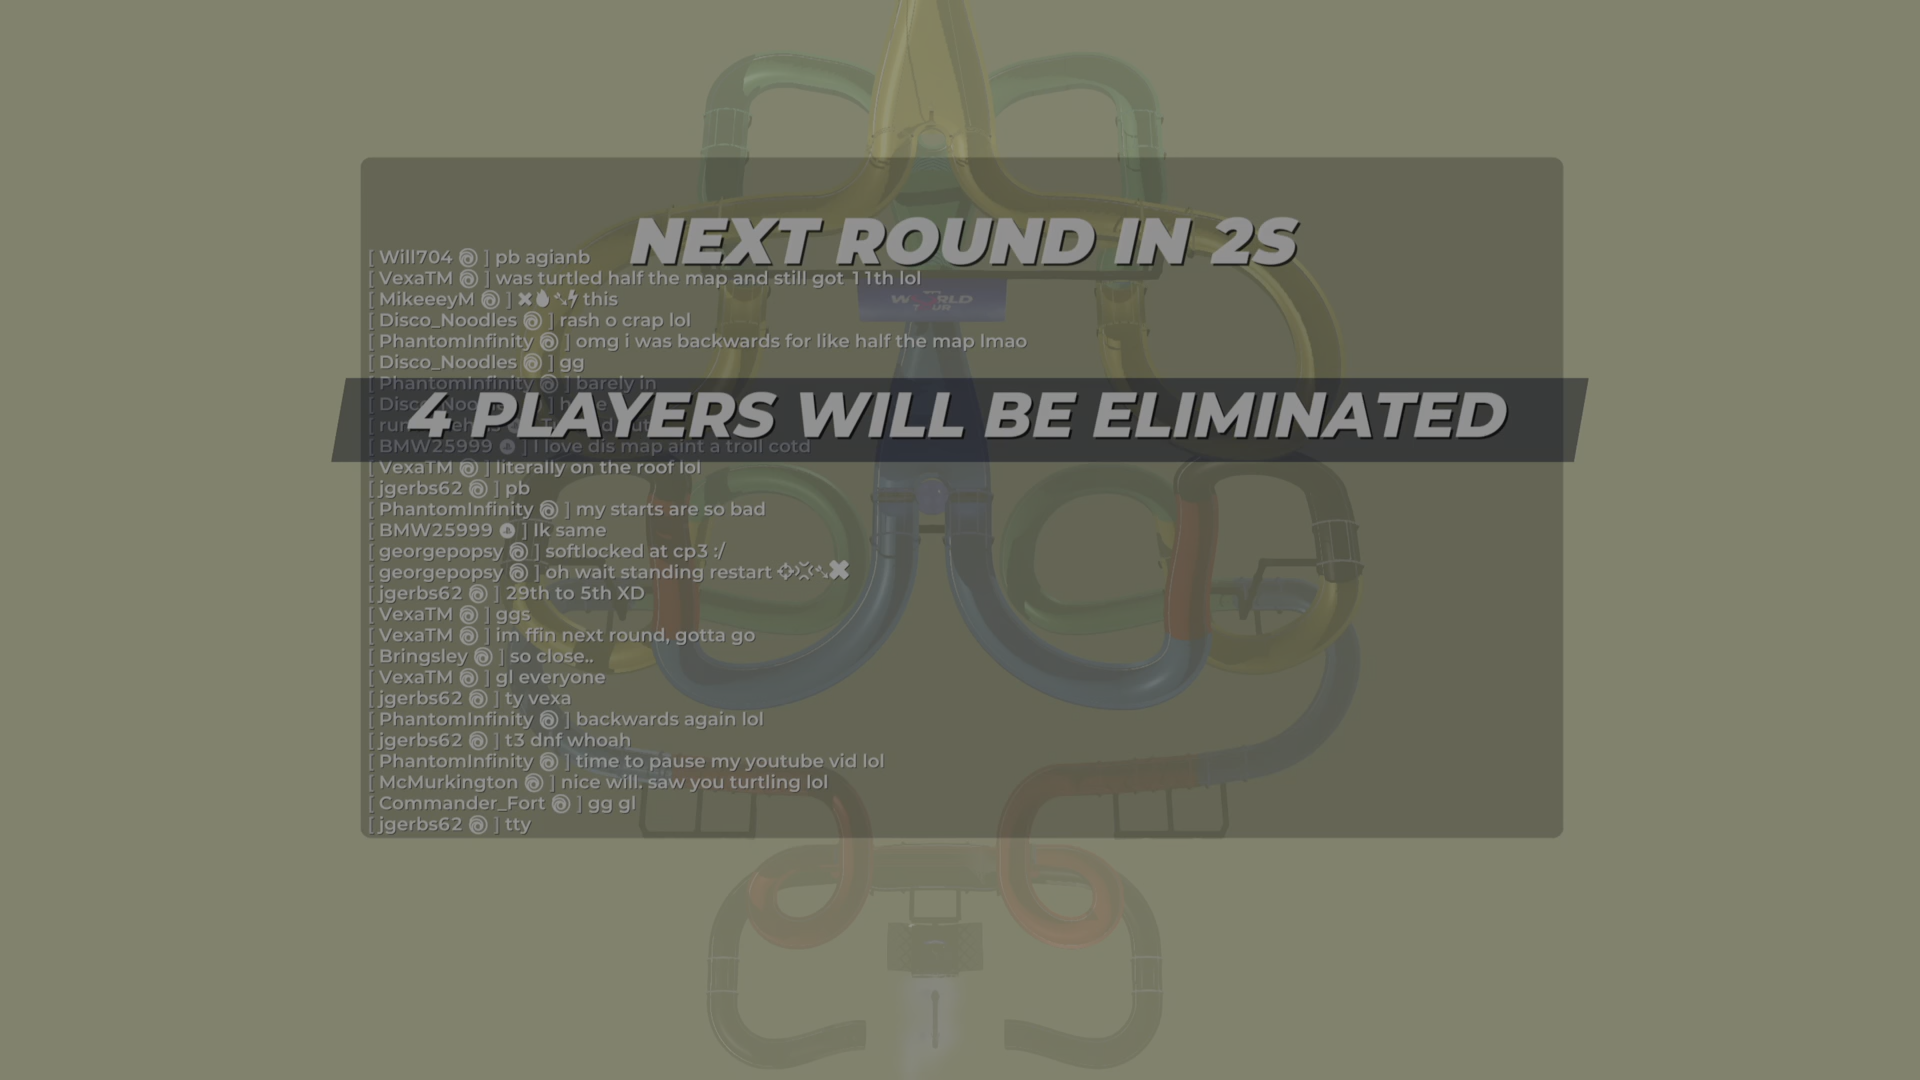 NEXT ROUND IN 2S
[ Will704 ] pb agianb
[ VexaTM ] was turtled half the map and still got 11th lol
[ MikeeeyM ] this
WORLD
TOUR
[ Disco_Noodles ] rash o crap lol
[ PhantomInfinity ] omg i was backwards for like half the map lmao
[ Disco_Noodles ] gg
[ PhantomInfinity ] barely in
4 PLAYERS WILL BE ELIMINATED
[ BMW25999 ] I love dis map aint a troll cotd
[ VexaTM ] literally on the roof lol
[ jgerbs62 ] pb
[ PhantomInfinity ] my starts are so bad
[ BMW25999 ] Ik same
[ georgepopsy ] softlocked at cp3 :/
[ georgepopsy ] oh wait standing restart
[ jgerbs62 ] 29th to 5th XD
[ VexaTM ] ggs
[ VexaTM ] im ffin next round, gotta go
[ Bringsley ] so close..
[ VexaTM ] gl everyone
[ jgerbs62 ] ty vexa
[ PhantomInfinity ] backwards again lol
[ jgerbs62 ] t3 dnf whoah
[ PhantomInfinity ] time to pause my youtube vid lol
[ McMurkington ] nice will. saw you turtling lol
[ Commander_Fort ] gg gl
[ jgerbs62 ] tty